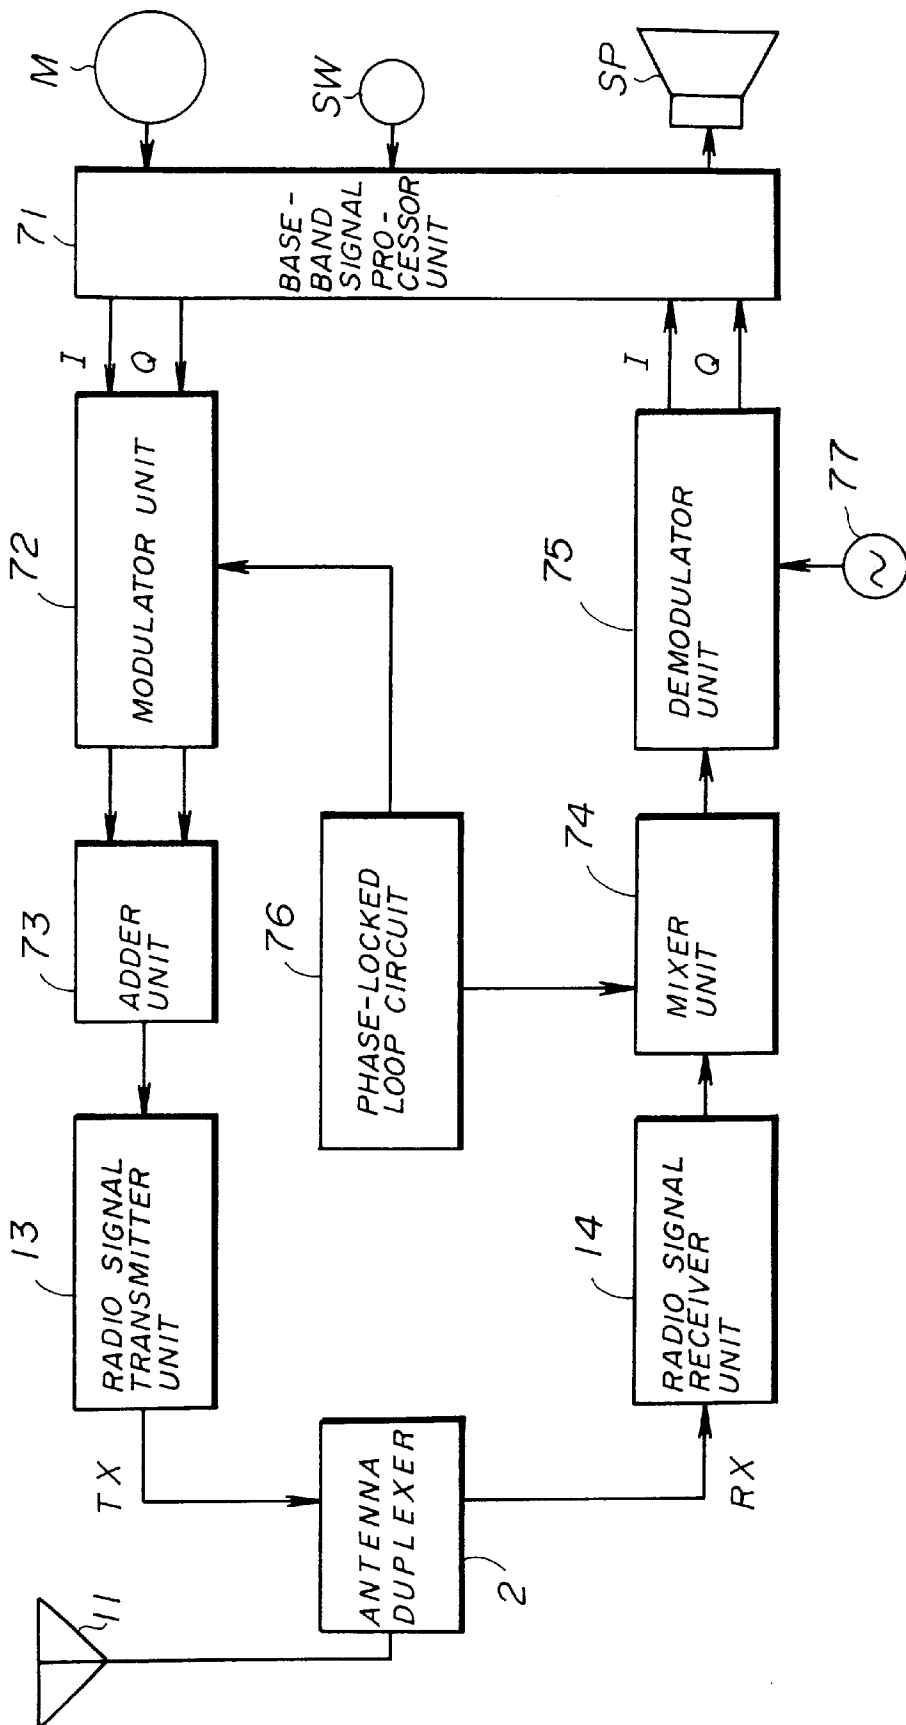 11
TX
13
RADIO SIGNAL
TRANSMITTER
UNIT
73
ADDER
UNIT
72
MODULATOR UNIT
I
Q
71
BASE-
BAND
SIGNAL
PRO-
CESSOR
UNIT
M
SW
SP
ANTENNA
DUPLEXER
2
76
PHASE-LOCKED
LOOP CIRCUIT
RX
14
RADIO SIGNAL
RECEIVER
UNIT
74
MIXER
UNIT
75
DEMODULATOR
UNIT
I
Q
77